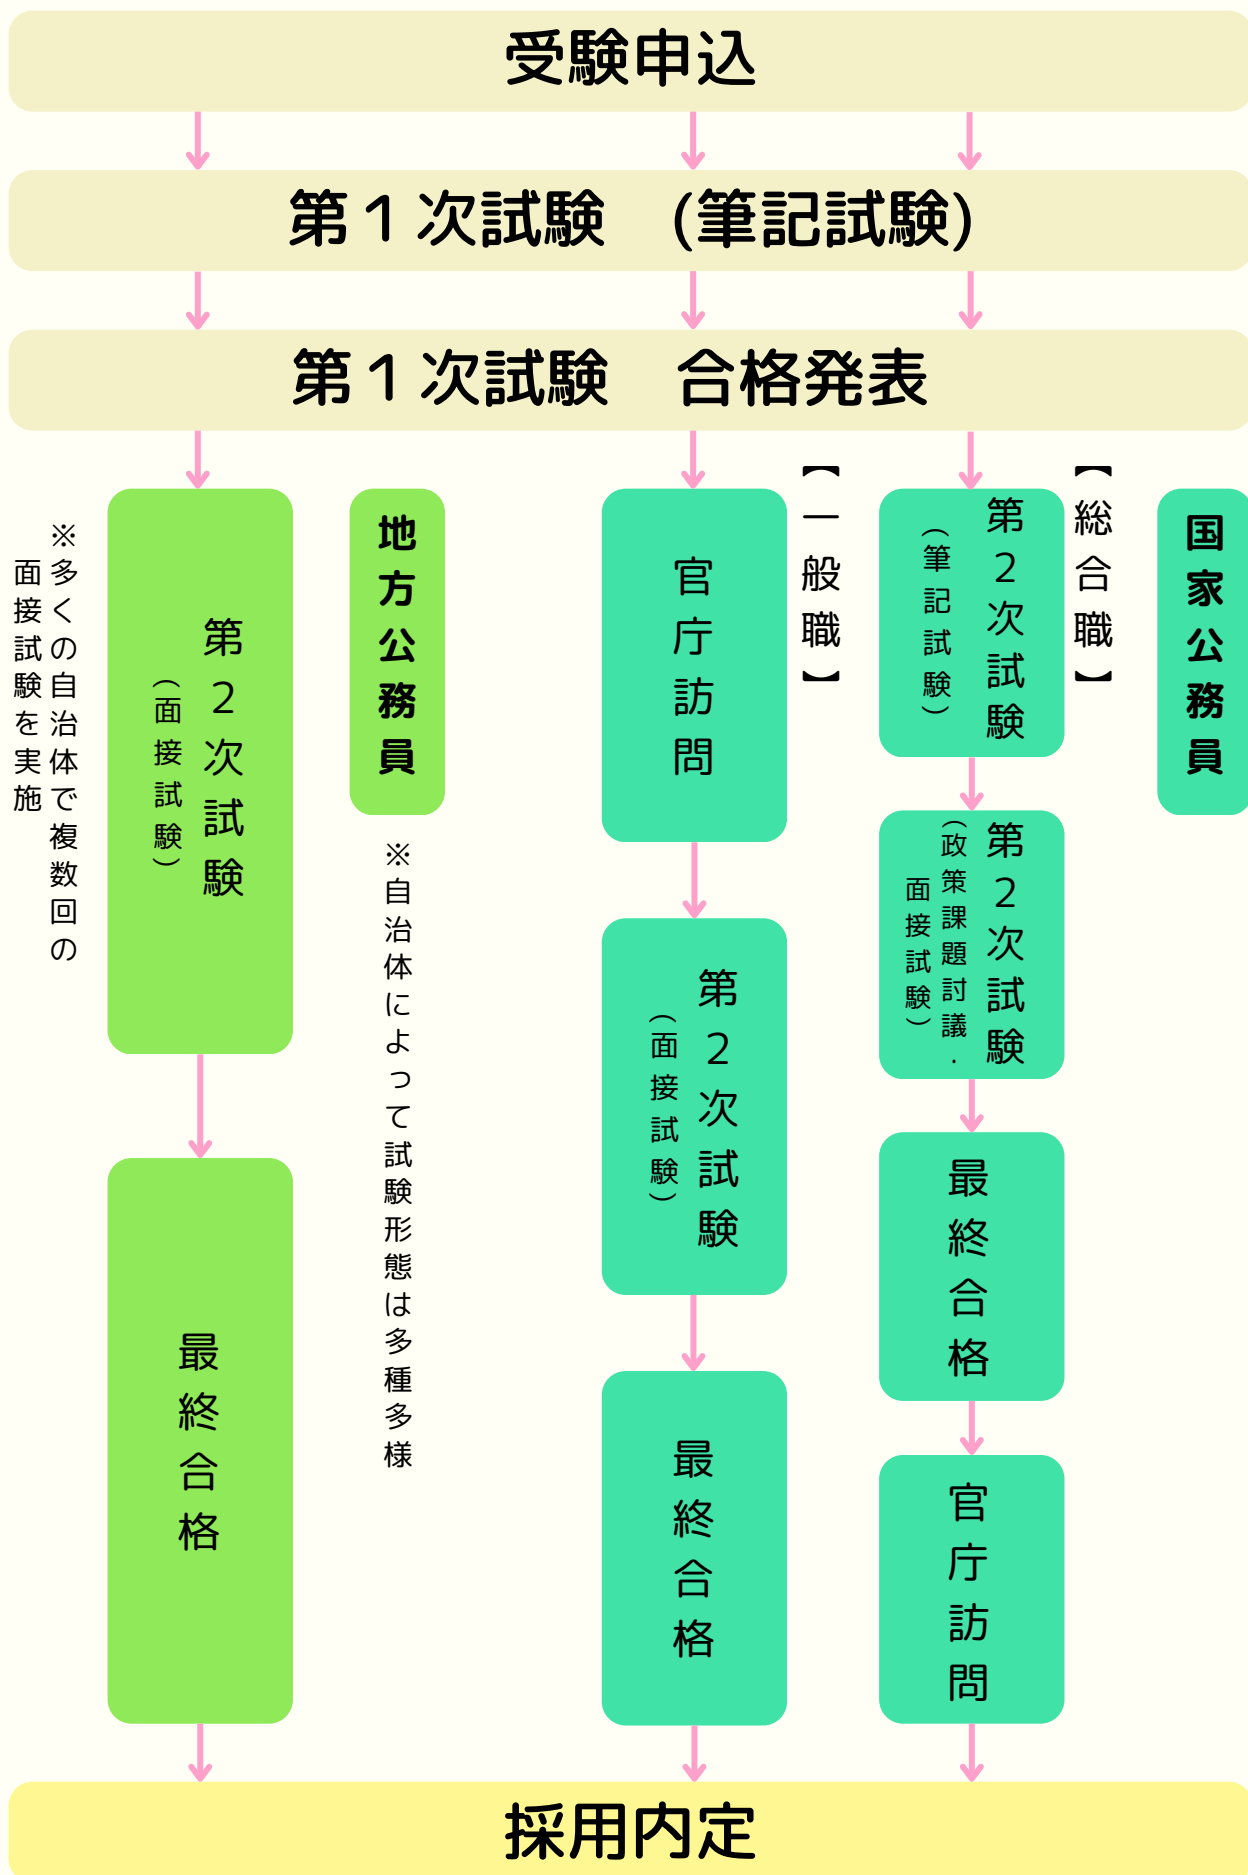 受験申込
第１次試験　(筆記試験)
第１次試験　合格発表
国家公務員
【総合職】
第２次試験
（筆記試験）
第２次試験
（政策課題討議・
面接試験）
最終合格
官庁訪問
【一般職】
官庁訪問
第２次試験
（面接試験）
最終合格
地方公務員
※自治体によって試験形態は多種多様
第２次試験
（面接試験）
※多くの自治体で複数回の
面接試験を実施
最終合格
採用内定